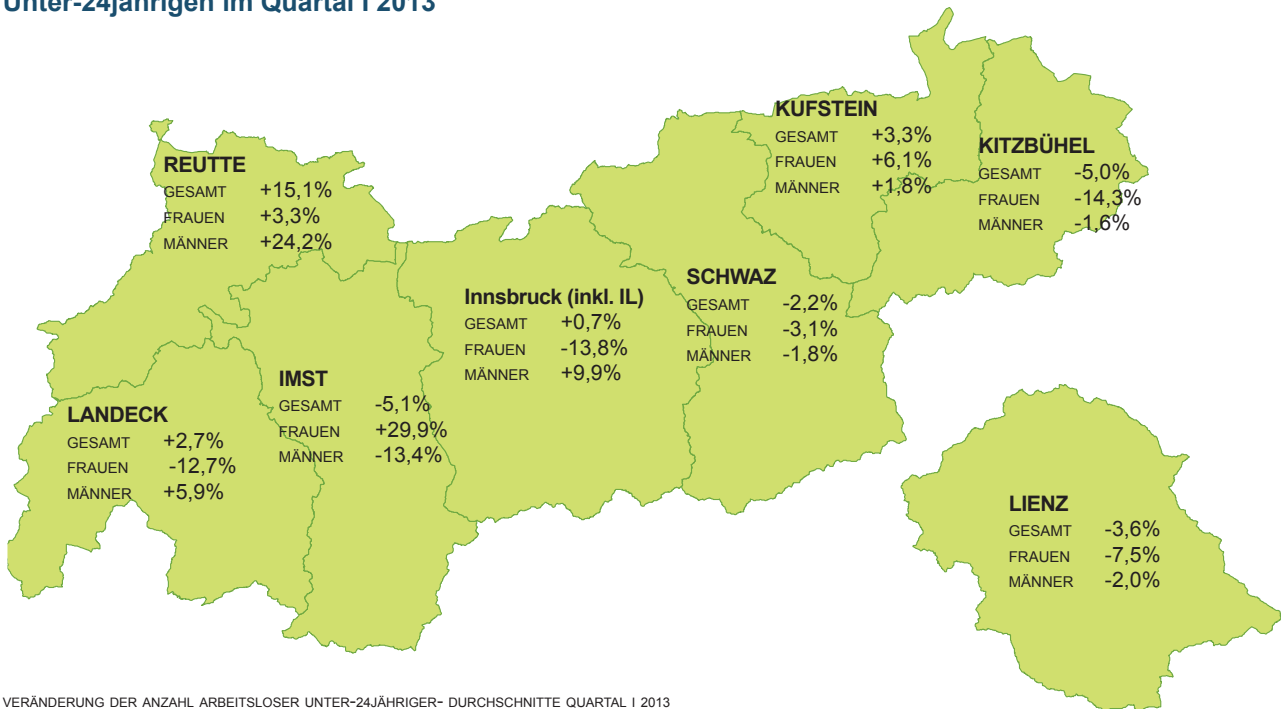 Unter-24jährigen im Quartal I 2013
KUFSTEIN
GESAMT +3,3%
FRAUEN +6,1%
MÄNNER +1,8%
KITZBÜHEL
GESAMT -5,0%
FRAUEN -14,3%
MÄNNER -1,6%
REUTTE
GESAMT +15,1%
FRAUEN +3,3%
MÄNNER +24,2%
SCHWAZ
GESAMT -2,2%
FRAUEN -3,1%
MÄNNER -1,8%
Innsbruck (inkl. IL)
GESAMT +0,7%
FRAUEN -13,8%
MÄNNER +9,9%
IMST
GESAMT -5,1%
FRAUEN +29,9%
MÄNNER -13,4%
LANDECK
GESAMT +2,7%
FRAUEN -12,7%
MÄNNER +5,9%
LIENZ
GESAMT -3,6%
FRAUEN -7,5%
MÄNNER -2,0%
VERÄNDERUNG DER ANZAHL ARBEITSLOSER UNTER-24JÄHRIGER- DURCHSCHNITTE QUARTAL I 2013